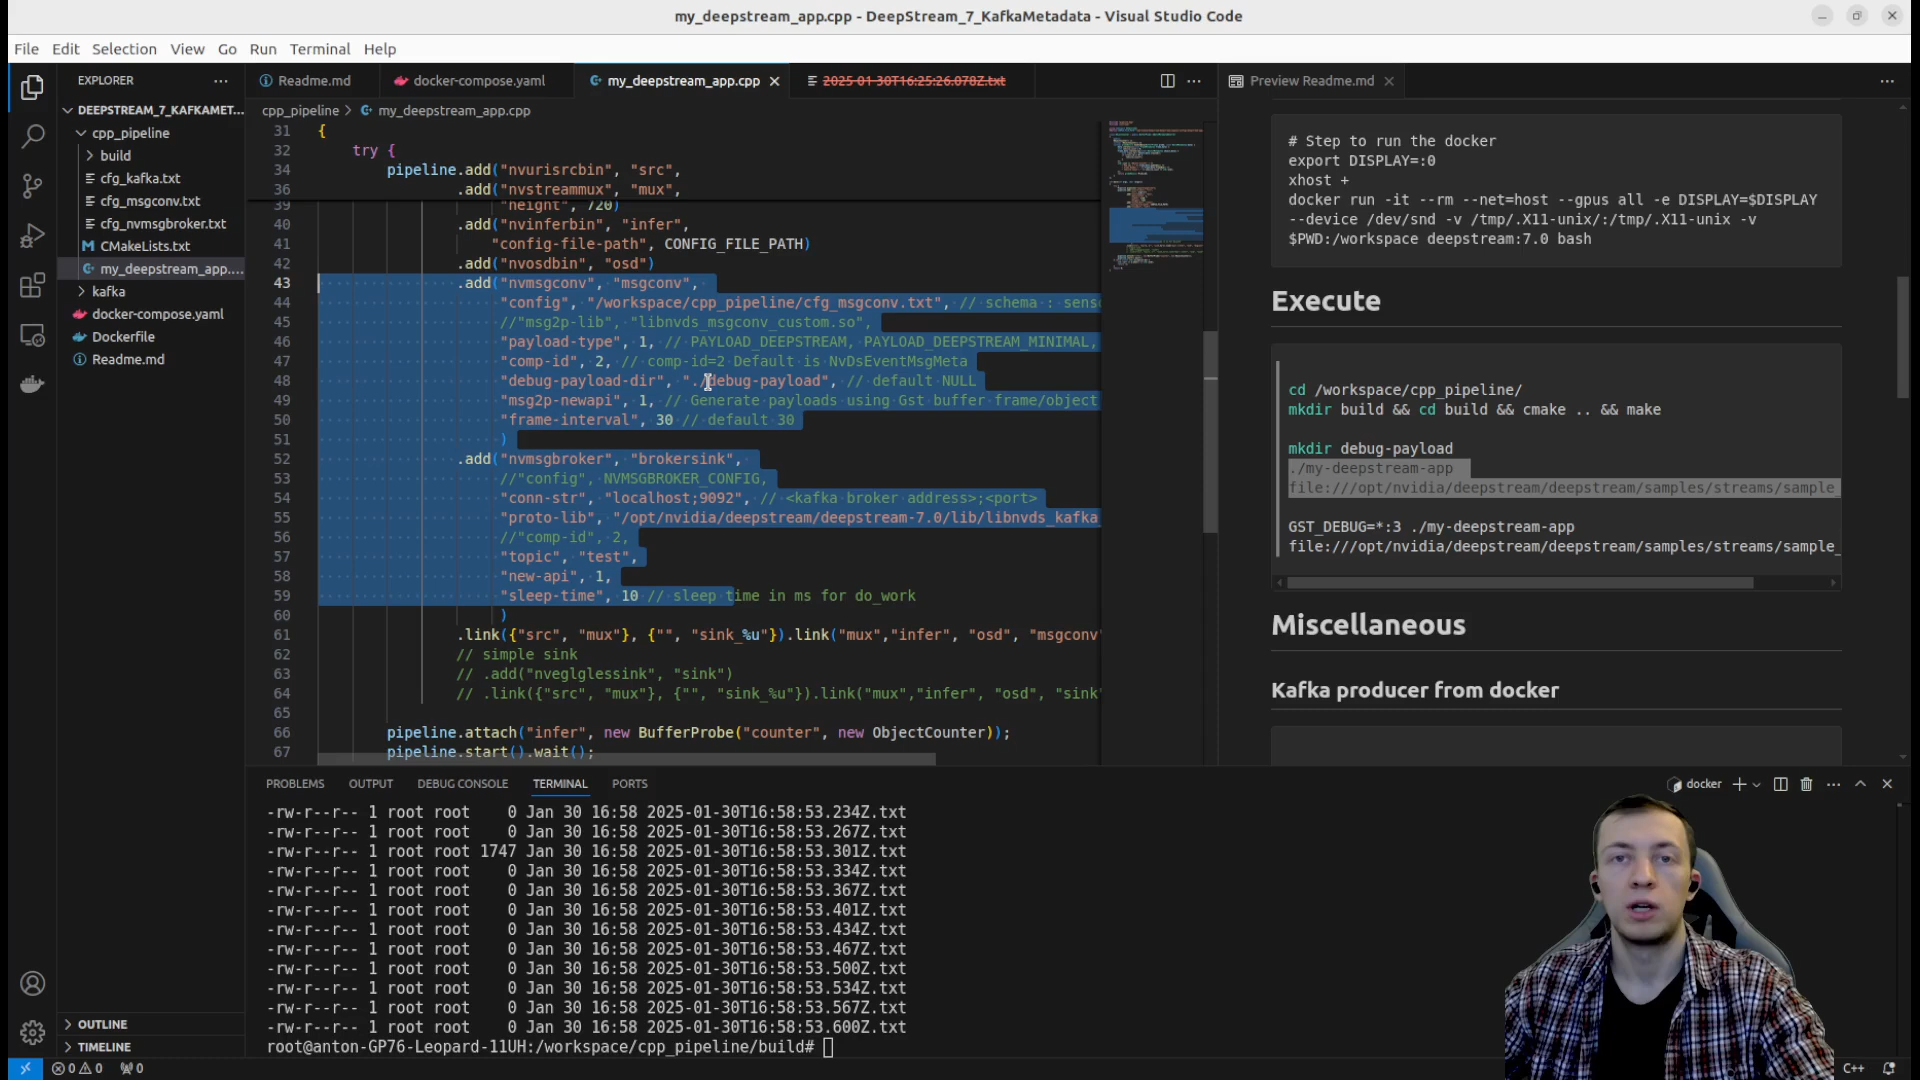 my_deepstream_app.cpp - DeepStream_7_KafkaMetadata - Visual Studio Code
File Edit Selection View Go Run Terminal Help
EXPLORER
DEEPSTREAM_7_KAFKAMET...
cpp_pipeline
build
cfg_kafka.txt
cfg_msgconv.txt
cfg_nvmsgbroker.txt
CMakeLists.txt
my_deepstream_app....
kafka
docker-compose.yaml
Dockerfile
Readme.md
OUTLINE
TIMELINE
Readme.md docker-compose.yaml my_deepstream_app.cpp 2025-01-30T16:25:26.078Z.txt
cpp_pipeline > my_deepstream_app.cpp
31 {
32 try {
34 pipeline.add("nvurisrcbin", "src",
36 .add("nvstreammux", "mux",
39 "height", 720)
40 .add("nvinferbin", "infer",
41 "config-file-path", CONFIG_FILE_PATH)
42 .add("nvosdbin", "osd")
43 .add("nvmsgconv", "msgconv",
44 "config", "/workspace/cpp_pipeline/cfg_msgconv.txt", // schema : senso
45 //"msg2p-lib", "libnvds_msgconv_custom.so",
46 "payload-type", 1, // PAYLOAD_DEEPSTREAM, PAYLOAD_DEEPSTREAM_MINIMAL,
47 "comp-id", 2, // comp-id=2 Default is NvDsEventMsgMeta
48 "debug-payload-dir", "./debug-payload", // default NULL
49 "msg2p-newapi", 1, // Generate payloads using Gst buffer frame/object
50 "frame-interval", 30 // default 30
51 )
52 .add("nvmsgbroker", "brokersink",
53 //"config", NVMSGBROKER_CONFIG,
54 "conn-str", "localhost;9092", // <kafka broker address>;<port>
55 "proto-lib", "/opt/nvidia/deepstream/deepstream-7.0/lib/libnvds_kafka
56 //"comp-id", 2,
57 "topic", "test",
58 "new-api", 1,
59 "sleep-time", 10 // sleep time in ms for do_work
60 )
61 .link({"src", "mux"}, {"", "sink_%u"}).link("mux","infer", "osd", "msgconv"
62 // simple sink
63 // .add("nveglglessink", "sink")
64 // .link({"src", "mux"}, {"", "sink_%u"}).link("mux","infer", "osd", "sink"
65
66 pipeline.attach("infer", new BufferProbe("counter", new ObjectCounter));
67 pipeline.start().wait();
Preview Readme.md
# Step to run the docker
export DISPLAY=:0
xhost +
docker run -it --rm --net=host --gpus all -e DISPLAY=$DISPLAY
--device /dev/snd -v /tmp/.X11-unix/:/tmp/.X11-unix -v
$PWD:/workspace deepstream:7.0 bash
Execute
cd /workspace/cpp_pipeline/
mkdir build && cd build && cmake .. && make
mkdir debug-payload
./my-deepstream-app
file:///opt/nvidia/deepstream/deepstream/samples/streams/sample_
GST_DEBUG=*:3 ./my-deepstream-app
file:///opt/nvidia/deepstream/deepstream/samples/streams/sample_
Miscellaneous
Kafka producer from docker
PROBLEMS OUTPUT DEBUG CONSOLE TERMINAL PORTS
docker
-rw-r--r-- 1 root root 0 Jan 30 16:58 2025-01-30T16:58:53.234Z.txt
-rw-r--r-- 1 root root 0 Jan 30 16:58 2025-01-30T16:58:53.267Z.txt
-rw-r--r-- 1 root root 1747 Jan 30 16:58 2025-01-30T16:58:53.301Z.txt
-rw-r--r-- 1 root root 0 Jan 30 16:58 2025-01-30T16:58:53.334Z.txt
-rw-r--r-- 1 root root 0 Jan 30 16:58 2025-01-30T16:58:53.367Z.txt
-rw-r--r-- 1 root root 0 Jan 30 16:58 2025-01-30T16:58:53.401Z.txt
-rw-r--r-- 1 root root 0 Jan 30 16:58 2025-01-30T16:58:53.434Z.txt
-rw-r--r-- 1 root root 0 Jan 30 16:58 2025-01-30T16:58:53.467Z.txt
-rw-r--r-- 1 root root 0 Jan 30 16:58 2025-01-30T16:58:53.500Z.txt
-rw-r--r-- 1 root root 0 Jan 30 16:58 2025-01-30T16:58:53.534Z.txt
-rw-r--r-- 1 root root 0 Jan 30 16:58 2025-01-30T16:58:53.567Z.txt
-rw-r--r-- 1 root root 0 Jan 30 16:58 2025-01-30T16:58:53.600Z.txt
root@anton-GP76-Leopard-11UH:/workspace/cpp_pipeline/build#
0 0 0
C++